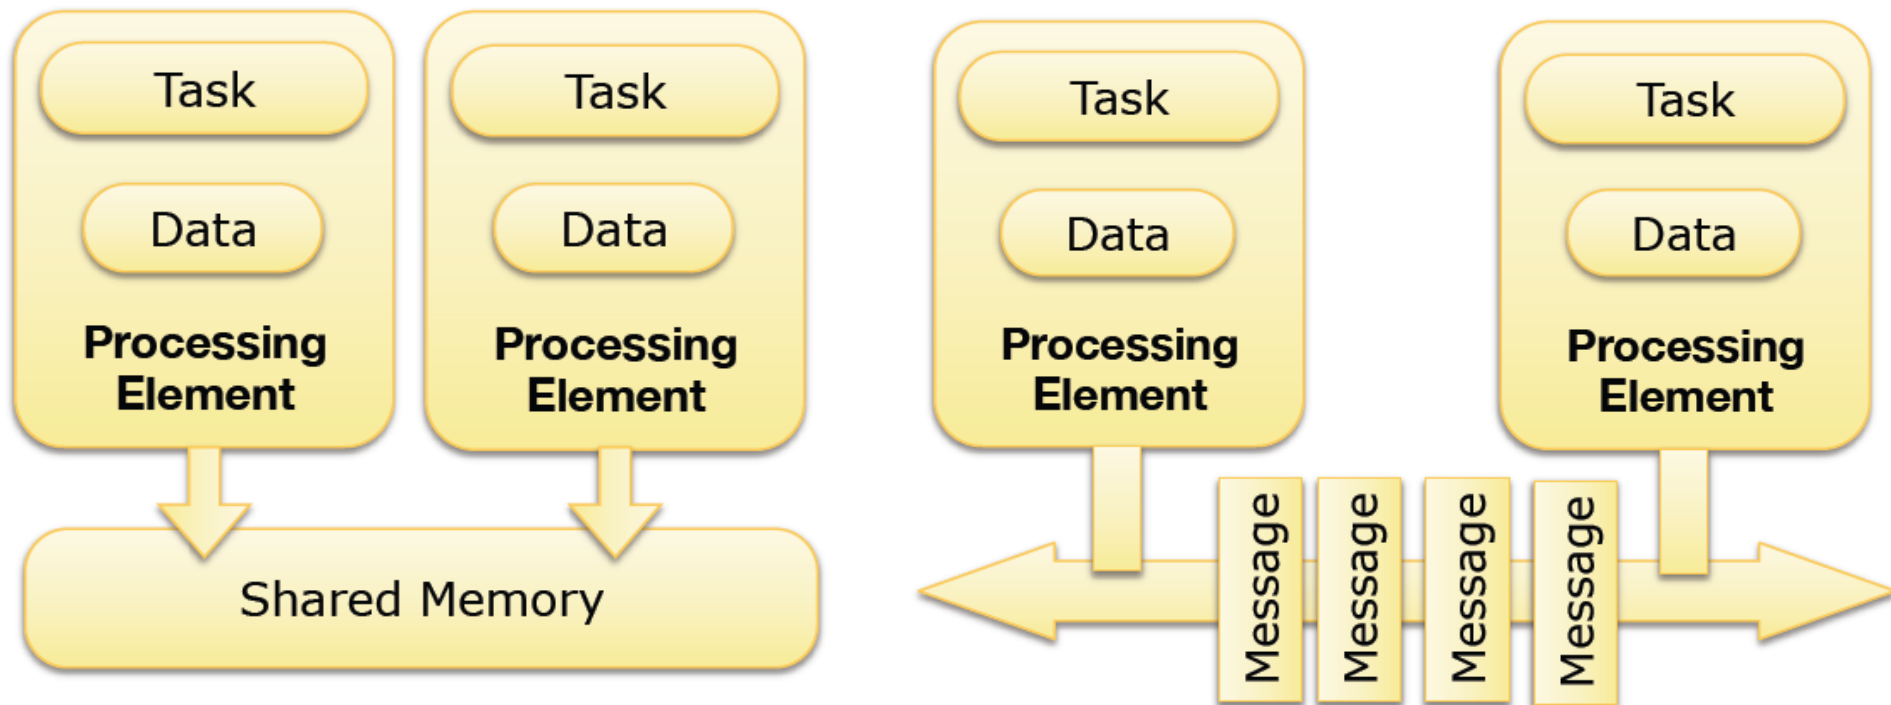 Task
Data
Processing
Element
Task
Data
Processing
Element
Shared Memory
Task
Data
Processing
Element
Task
Data
Processing
Element
Message
Message
Message
Message